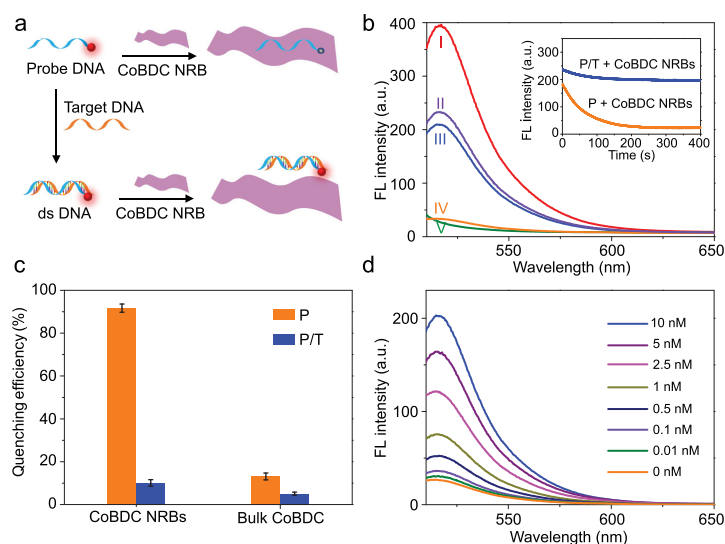 a
Probe DNA
CoBDC NRB
Target DNA
ds DNA
CoBDC NRB
b
FL intensity (a.u.)
400
300
200
100
0
I
II
III
IV
V
550
600
650
Wavelength (nm)
FL intensity (a.u.)
300
200
100
0
P/T + CoBDC NRBs
P + CoBDC NRBs
0
100
200
300
400
Time (s)
c
Quenching efficiency (%)
100
80
60
40
20
0
P
P/T
CoBDC NRBs
Bulk CoBDC
d
FL intensity (a.u.)
200
100
0
10 nM
5 nM
2.5 nM
1 nM
0.5 nM
0.1 nM
0.01 nM
0 nM
550
600
650
Wavelength (nm)